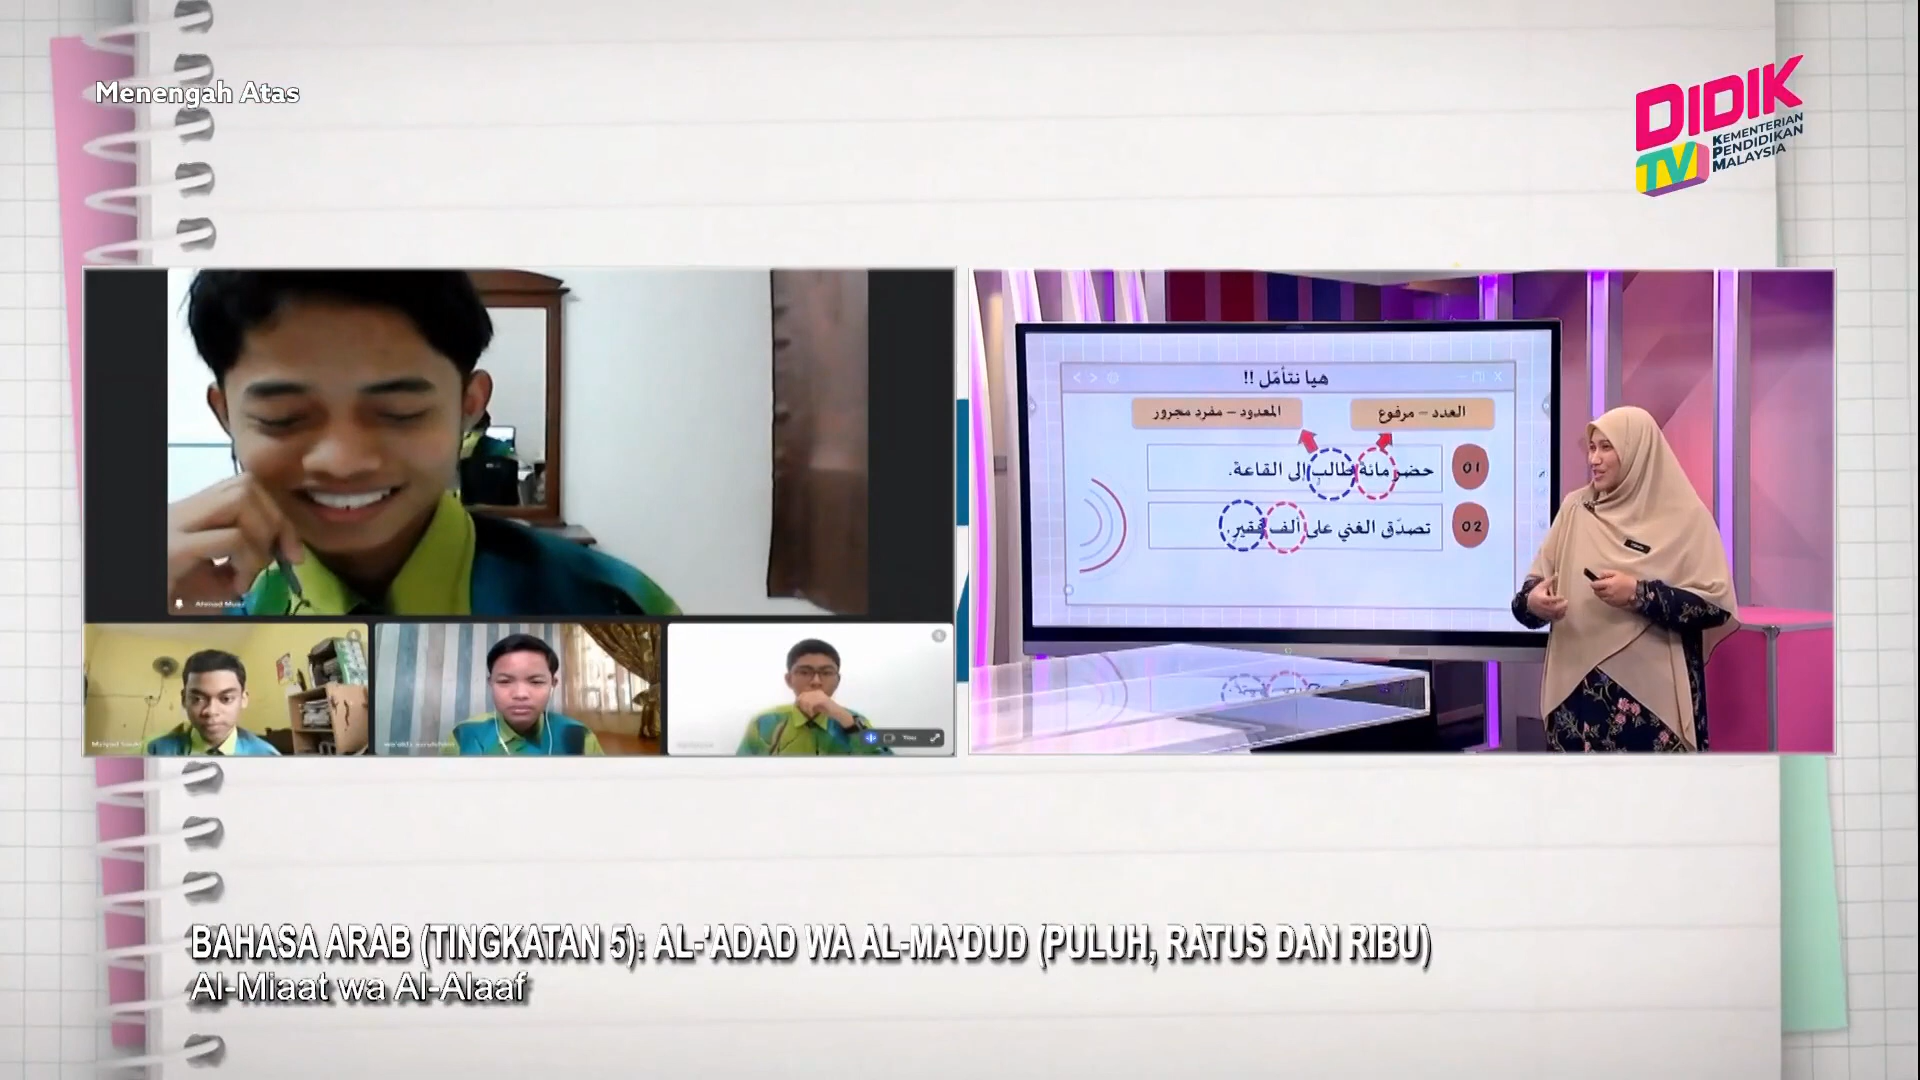 Menengah Atas
DIDIK
TV
KEMENTERIAN
PENDIDIKAN
MALAYSIA
هيا نتأمّل !!
العدد – مرفوع
المعدود – مفرد مجرور
01
حضر مائة طالب إلى القاعة.
02
تصدّق الغني على ألف فقير.
You
BAHASA ARAB (TINGKATAN 5): AL-'ADAD WA AL-MA'DUD (PULUH, RATUS DAN RIBU)
Al-Miaat wa Al-Alaaf